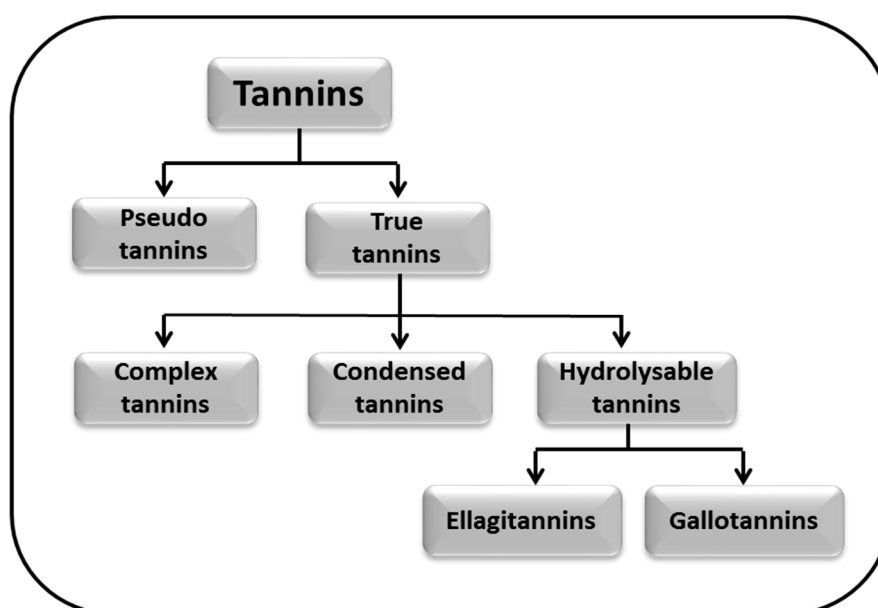 Tannins
Pseudo
tannins
True
tannins
Complex
tannins
Condensed
tannins
Hydrolysable
tannins
Ellagitannins
Gallotannins